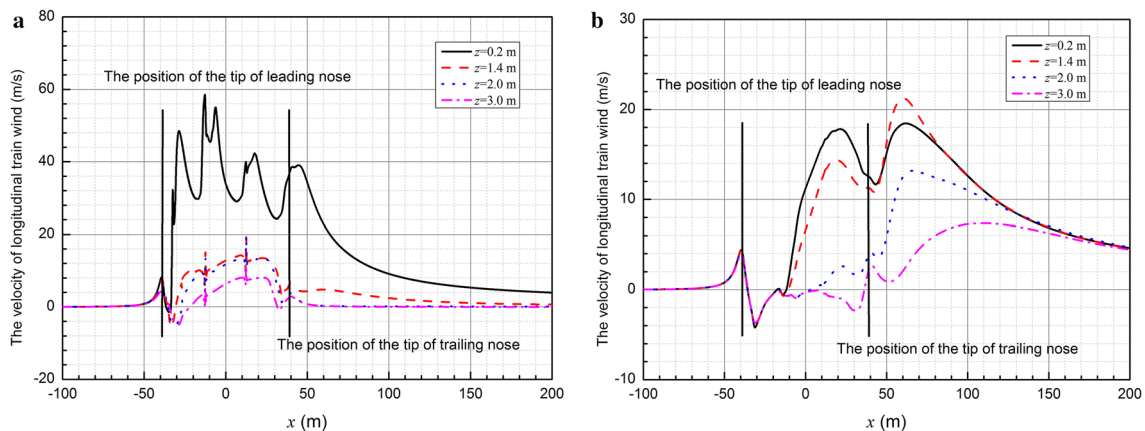 a
The velocity of longitudinal train wind (m/s)
80
60
40
20
0
-20
-100
-50
0
50
100
150
200
x (m)
z=0.2 m
z=1.4 m
z=2.0 m
z=3.0 m
The position of the tip of leading nose
The position of the tip of trailing nose
b
The velocity of longitudinal train wind (m/s)
30
20
10
0
-10
-100
-50
0
50
100
150
200
x (m)
z=0.2 m
z=1.4 m
z=2.0 m
z=3.0 m
The position of the tip of leading nose
The position of the tip of trailing nose